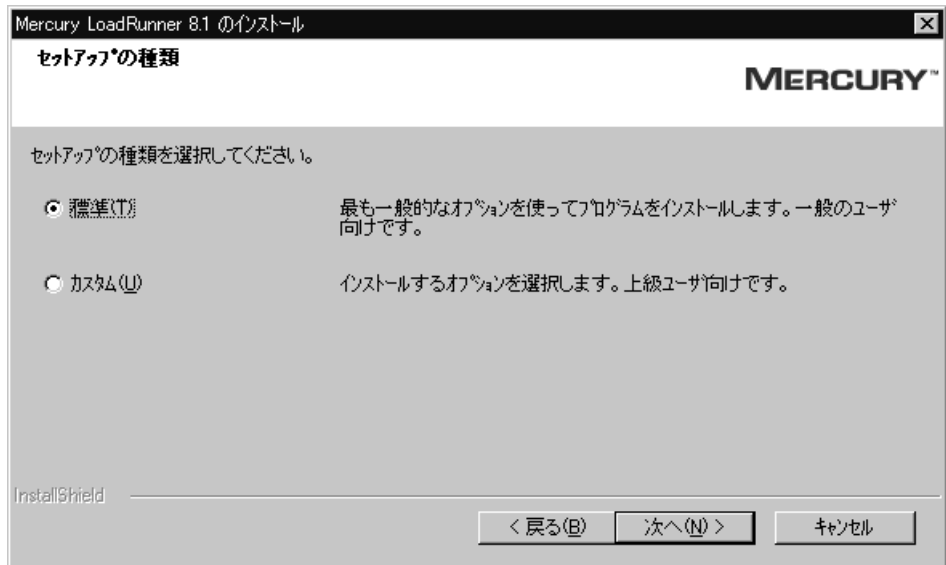 Mercury LoadRunner 8.1 のインストール
セットアップの種類
MERCURY™
セットアップの種類を選択してください。
標準(T)
最も一般的なオプションを使ってプログラムをインストールします。一般のユーザ
向けです。
カスタム(U)
インストールするオプションを選択します。上級ユーザ向けです。
InstallShield
< 戻る(B)
次へ(N) >
キャンセル